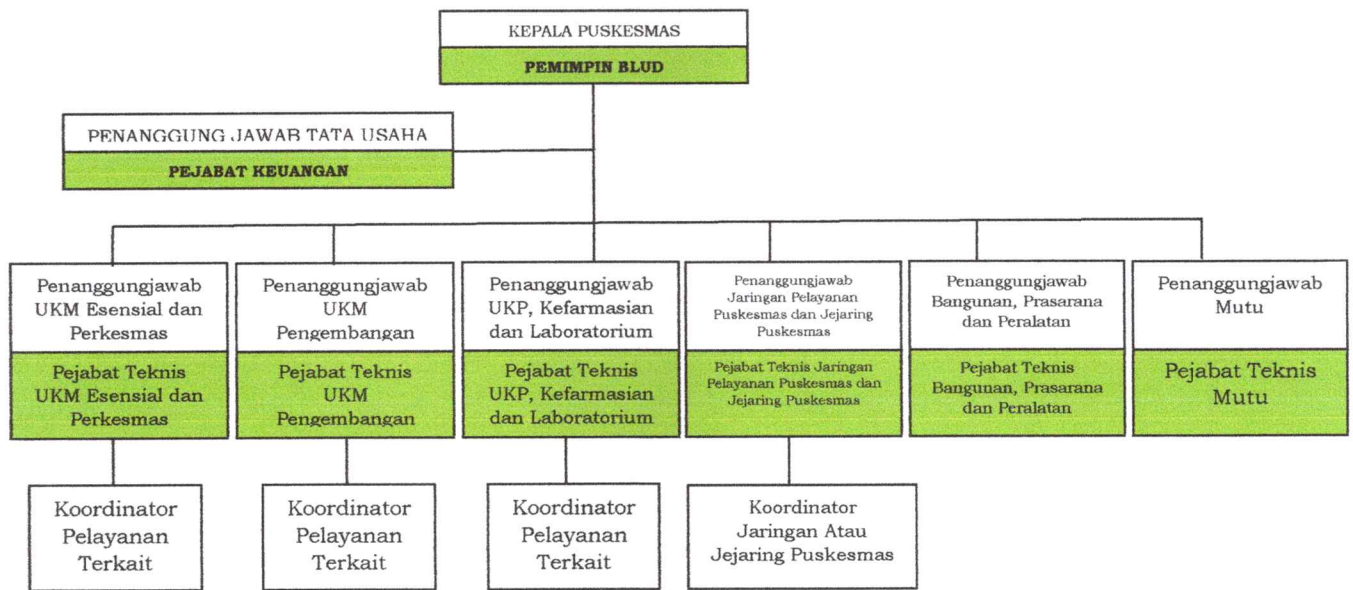 KEPALA PUSKESMAS
PEMIMPIN BLUD
PENANGGUNG JAWAB TATA USAHA
PEJABAT KEUANGAN
Penanggungjawab
UKM Esensial dan
Perkesmas
Pejabat Teknis
UKM Esensial dan
Perkesmas
Penanggungjawab
UKM
Pengembangan
Pejabat Teknis
UKM
Pengembangan
Penanggungjawab
UKP, Kefarmasian
dan Laboratorium
Pejabat Teknis
UKP, Kefarmasian
dan Laboratorium
Penanggungjawab
Jaringan Pelayanan
Puskesmas dan Jejaring
Puskesmas
Pejabat Teknis Jaringan
Pelayanan Puskesmas dan
Jejaring Puskesmas
Penanggungjawab
Bangunan, Prasarana
dan Peralatan
Pejabat Teknis
Bangunan, Prasarana
dan Peralatan
Penanggungjawab
Mutu
Pejabat Teknis
Mutu
Koordinator
Pelayanan
Terkait
Koordinator
Pelayanan
Terkait
Koordinator
Pelayanan
Terkait
Koordinator
Jaringan Atau
Jejaring Puskesmas